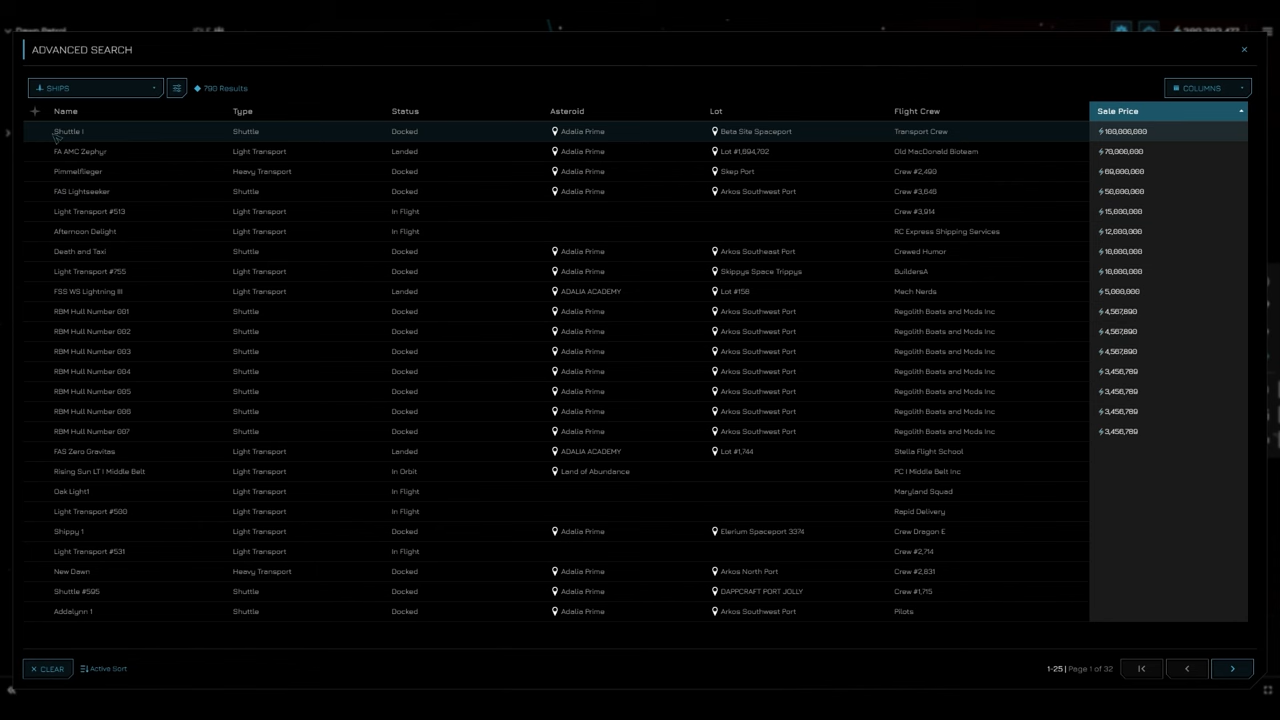 ADVANCED SEARCH
SHIPS 790 Results COLUMNS
Name Type Status Asteroid Lot Flight Crew Sale Price
Shuttle I Shuttle Docked Adalia Prime Beta Site Spaceport Transport Crew 100,000,000
FA AMC Zephyr Light Transport Landed Adalia Prime Lot #1,694,702 Old MacDonald Bioteam 70,000,000
Pimmelflieger Heavy Transport Docked Adalia Prime Skep Port Crew #2,490 69,000,000
FAS Lightseeker Shuttle Docked Adalia Prime Arkos Southwest Port Crew #3,646 50,000,000
Light Transport #513 Light Transport In Flight Crew #3,914 15,000,000
Afternoon Delight Light Transport In Flight RC Express Shipping Services 12,000,000
Death and Taxi Shuttle Docked Adalia Prime Arkos Southeast Port Crewed Humor 10,000,000
Light Transport #755 Light Transport Docked Adalia Prime Skippys Space Trippys BuildersA 10,000,000
FSS WS Lightning III Light Transport Landed ADALIA ACADEMY Lot #156 Mech Nerds 5,000,000
RBM Hull Number 001 Shuttle Docked Adalia Prime Arkos Southwest Port Regolith Boats and Mods Inc 4,567,890
RBM Hull Number 002 Shuttle Docked Adalia Prime Arkos Southwest Port Regolith Boats and Mods Inc 4,567,890
RBM Hull Number 003 Shuttle Docked Adalia Prime Arkos Southwest Port Regolith Boats and Mods Inc 4,567,890
RBM Hull Number 004 Shuttle Docked Adalia Prime Arkos Southwest Port Regolith Boats and Mods Inc 3,456,789
RBM Hull Number 005 Shuttle Docked Adalia Prime Arkos Southwest Port Regolith Boats and Mods Inc 3,456,789
RBM Hull Number 006 Shuttle Docked Adalia Prime Arkos Southwest Port Regolith Boats and Mods Inc 3,456,789
RBM Hull Number 007 Shuttle Docked Adalia Prime Arkos Southwest Port Regolith Boats and Mods Inc 3,456,789
FAS Zero Gravitas Light Transport Landed ADALIA ACADEMY Lot #1,744 Stella Flight School
Rising Sun LT I Middle Belt Light Transport In Orbit Land of Abundance PC I Middle Belt Inc
Oak Light1 Light Transport In Flight Maryland Squad
Light Transport #500 Light Transport In Flight Rapid Delivery
Shippy 1 Light Transport Docked Adalia Prime Elerium Spaceport 3374 Crew Dragon E
Light Transport #531 Light Transport In Flight Crew #2,714
New Dawn Heavy Transport Docked Adalia Prime Arkos North Port Crew #2,831
Shuttle #595 Shuttle Docked Adalia Prime DAPPCRAFT PORT JOLLY Crew #1,715
Addalynn 1 Light Transport Docked Adalia Prime Arkos Southwest Port Pilots
CLEAR Active Sort 1-25 | Page 1 of 32